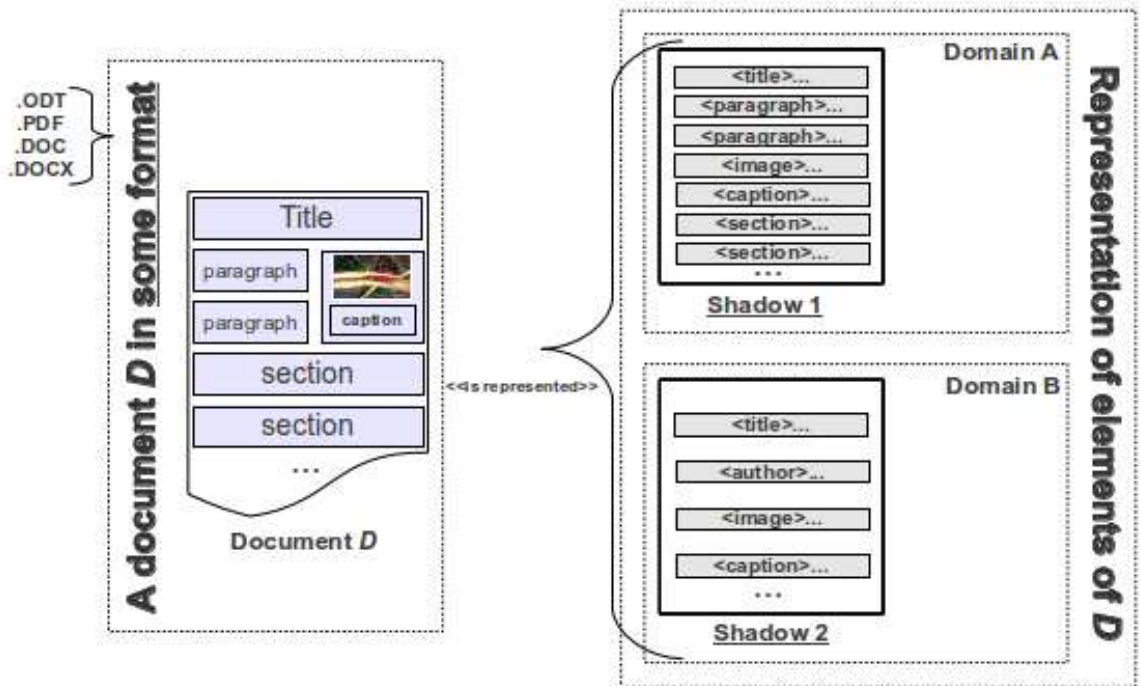 .ODT
.PDF
.DOC
.DOCX
A document D in some format
Title
paragraph
paragraph
caption
section
section
...
Document D
<<is represented>>
Domain A
<title>...
<paragraph>...
<paragraph>...
<image>...
<caption>...
<section>...
<section>...
...
Shadow 1
Domain B
<title>...
<author>...
<image>...
<caption>...
...
Shadow 2
Representation of elements of D